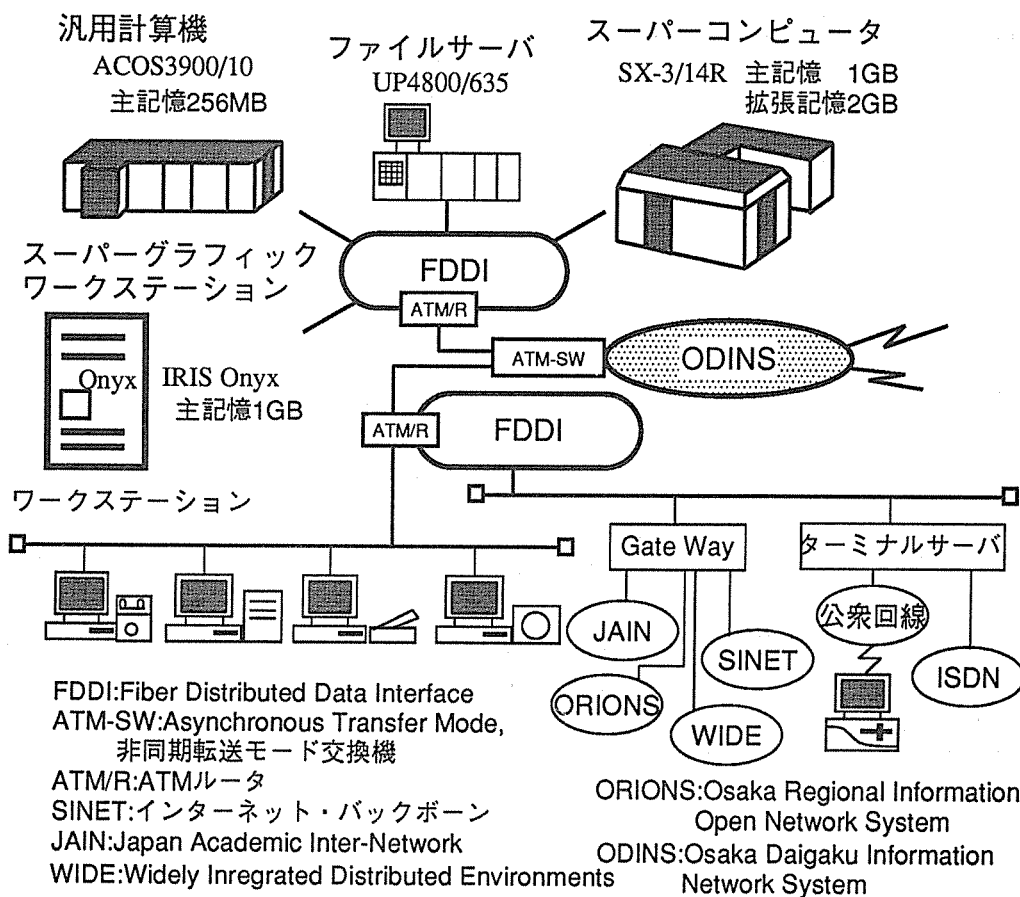 汎用計算機
ACOS3900/10
主記憶256MB
ファイルサーバ
UP4800/635
スーパーコンピュータ
SX-3/14R 主記憶 1GB
拡張記憶2GB
スーパーグラフィック
ワークステーション
FDDI
ATM/R
Onyx
IRIS Onyx
主記憶1GB
ATM-SW
ODINS
ATM/R
FDDI
ワークステーション
Gate Way
ターミナルサーバ
JAIN
SINET
公衆回線
ISDN
ORIONS
WIDE
FDDI:Fiber Distributed Data Interface
ATM-SW:Asynchronous Transfer Mode,
非同期転送モード交換機
ATM/R:ATMルータ
SINET:インターネット・バックボーン
JAIN:Japan Academic Inter-Network
WIDE:Widely Inregrated Distributed Environments
ORIONS:Osaka Regional Information
Open Network System
ODINS:Osaka Daigaku Information
Network System